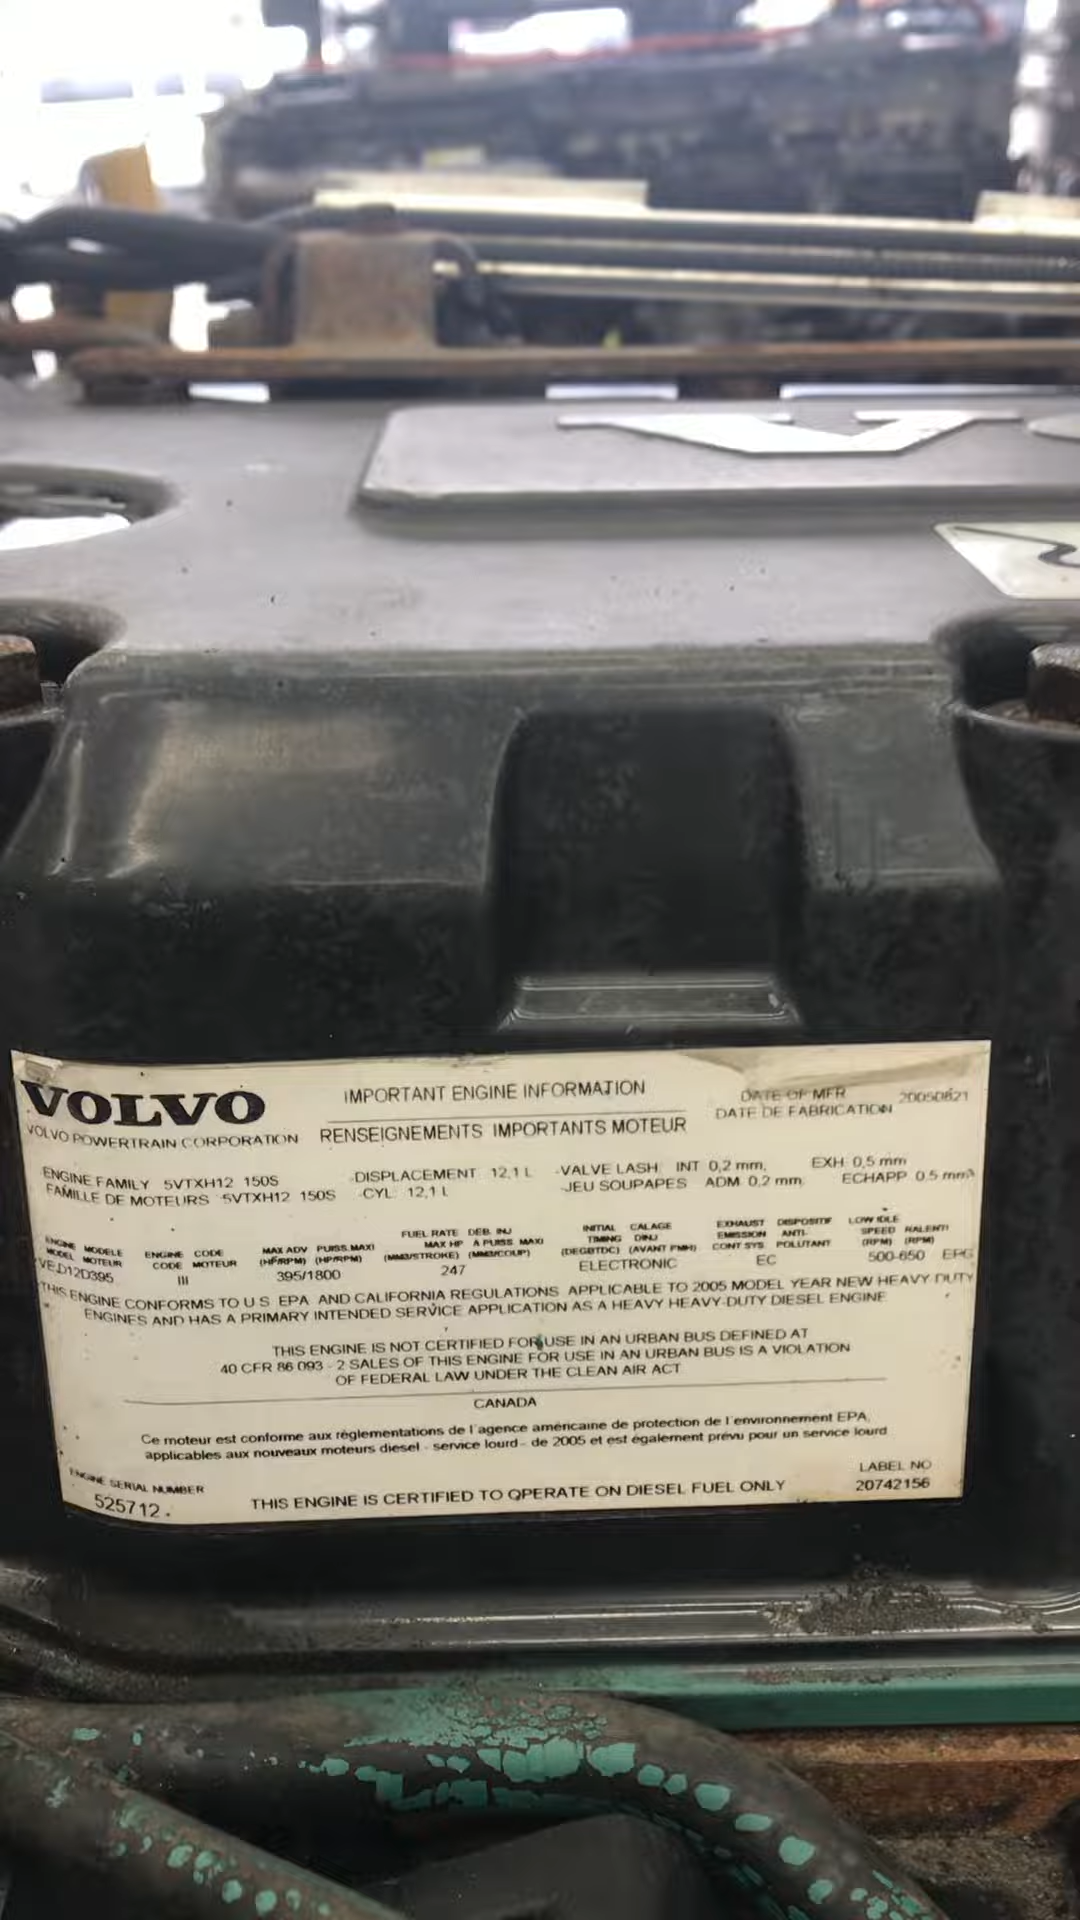 VOLVO
VOLVO POWERTRAIN CORPORATION
IMPORTANT ENGINE INFORMATION
RENSEIGNEMENTS IMPORTANTS MOTEUR
DATE OF MFR 20050621
DATE DE FABRICATION
ENGINE FAMILY 5VTXH12 150S DISPLACEMENT 12,1 L VALVE LASH INT 0,2 mm, EXH 0,5 mm
FAMILLE DE MOTEURS 5VTXH12 150S CYL 12,1 L JEU SOUPAPES ADM 0,2 mm ECHAPP 0.5 mm
ENGINE MODELE
MODEL MOTEUR
VE.D12D395
ENGINE CODE
CODE MOTEUR
III
MAX ADV PUISS.MAXI
(HP/RPM) (HP/RPM)
395/1800
FUEL RATE DEB. INJ
MAX HP A PUISS. MAXI
(MM3/STROKE) (MM3/COUP)
247
INITIAL CALAGE
TIMING DINJ
(DEGBTDC) (AVANT PMH)
ELECTRONIC
EXHAUST DISPOSITIF
EMISSION ANTI-
CONT SYS POLLUTANT
EC
LOW IDLE
SPEED RALENTI
(RPM) (RPM)
500-650 EPG
THIS ENGINE CONFORMS TO U S EPA AND CALIFORNIA REGULATIONS APPLICABLE TO 2005 MODEL YEAR NEW HEAVY DUTY
ENGINES AND HAS A PRIMARY INTENDED SERVICE APPLICATION AS A HEAVY HEAVY-DUTY DIESEL ENGINE
THIS ENGINE IS NOT CERTIFIED FOR USE IN AN URBAN BUS DEFINED AT
40 CFR 86 093 - 2 SALES OF THIS ENGINE FOR USE IN AN URBAN BUS IS A VIOLATION
OF FEDERAL LAW UNDER THE CLEAN AIR ACT
CANADA
Ce moteur est conforme aux règlementations de l'agence américaine de protection de l'environnement EPA,
applicables aux nouveaux moteurs diesel - service lourd - de 2005 et est également prévu pour un service lourd
ENGINE SERIAL NUMBER
525712.
THIS ENGINE IS CERTIFIED TO OPERATE ON DIESEL FUEL ONLY
LABEL NO
20742156